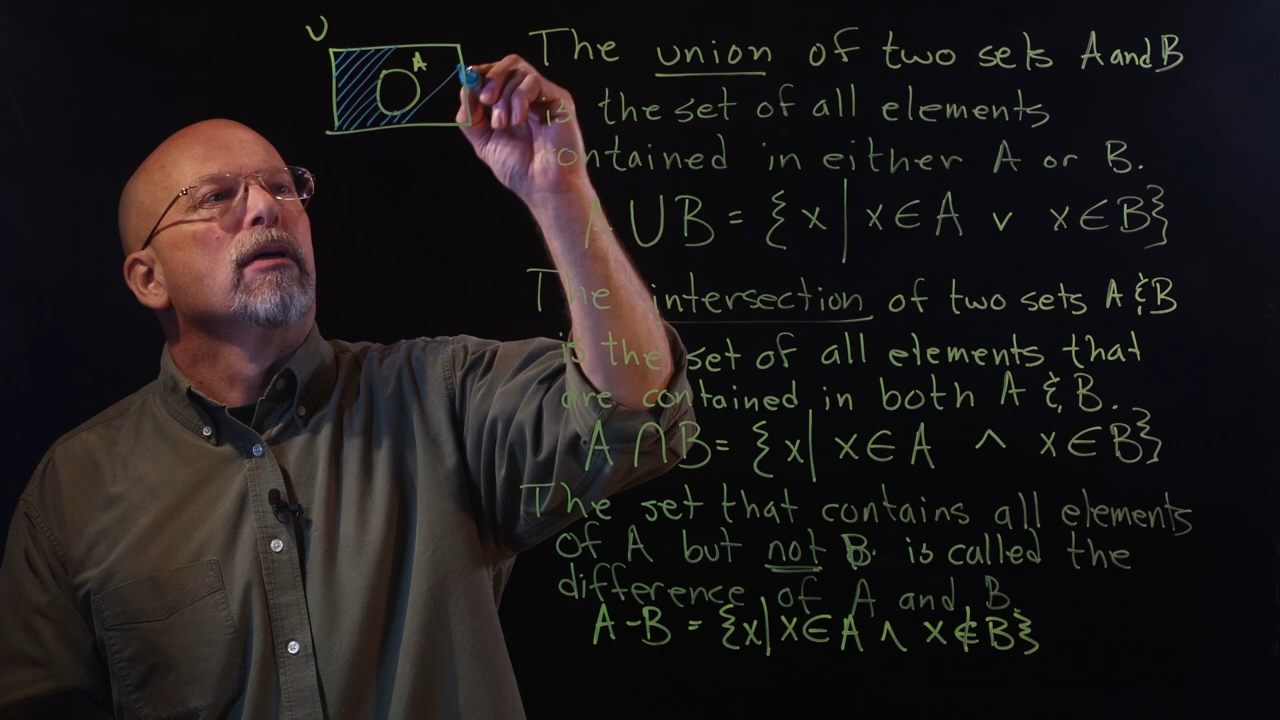 U
A
The union of two sets A and B
is the set of all elements
contained in either A or B.
A ∪ B = {x | x ∈ A ∨ x ∈ B}
The intersection of two sets A & B
is the set of all elements that
are contained in both A & B.
A ∩ B = {x | x ∈ A ∧ x ∈ B}
The set that contains all elements
of A but not B. is called the
difference of A and B.
A - B = {x | x ∈ A ∧ x ∉ B}